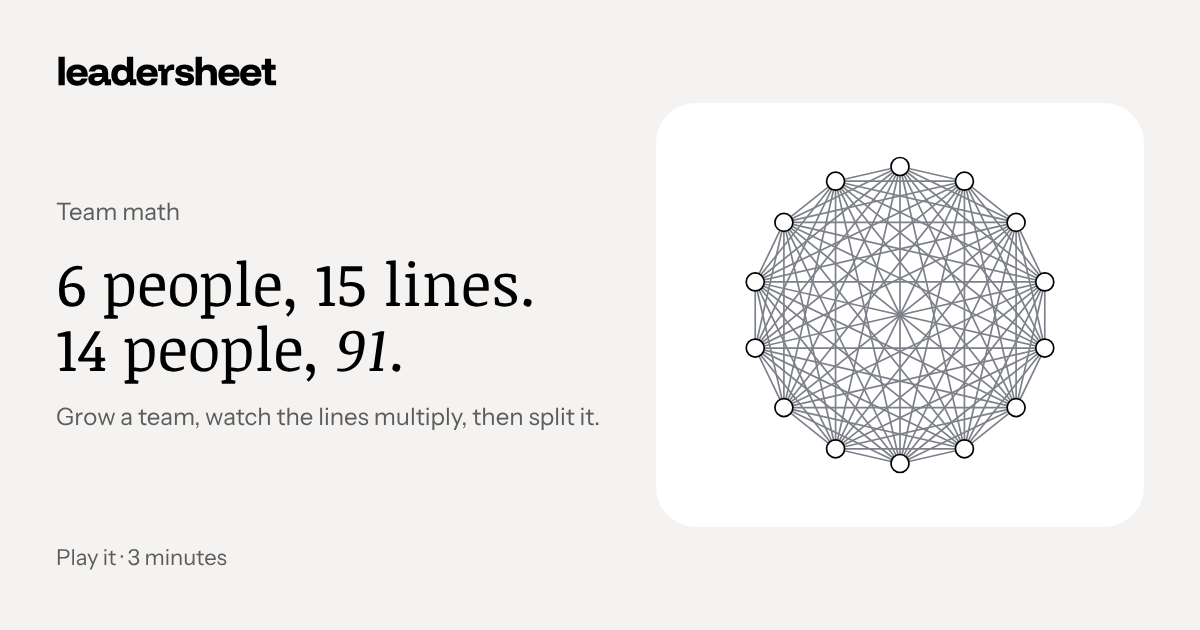 leadersheet
Team math
6 people, 15 lines.
14 people, 91.
Grow a team, watch the lines multiply, then split it.
Play it · 3 minutes